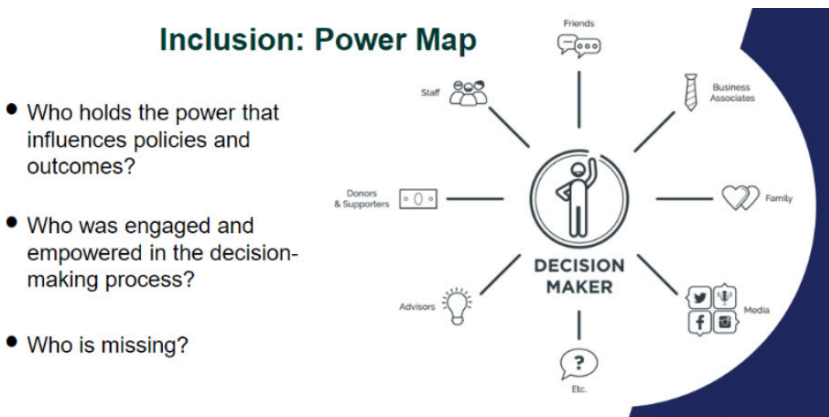 Inclusion: Power Map
• Who holds the power that
influences policies and
outcomes?
• Who was engaged and
empowered in the decision-
making process?
• Who is missing?
Friends
Staff
Business
Associates
Donors
& Supporters
Family
DECISION
MAKER
Advisors
Media
?
Etc.